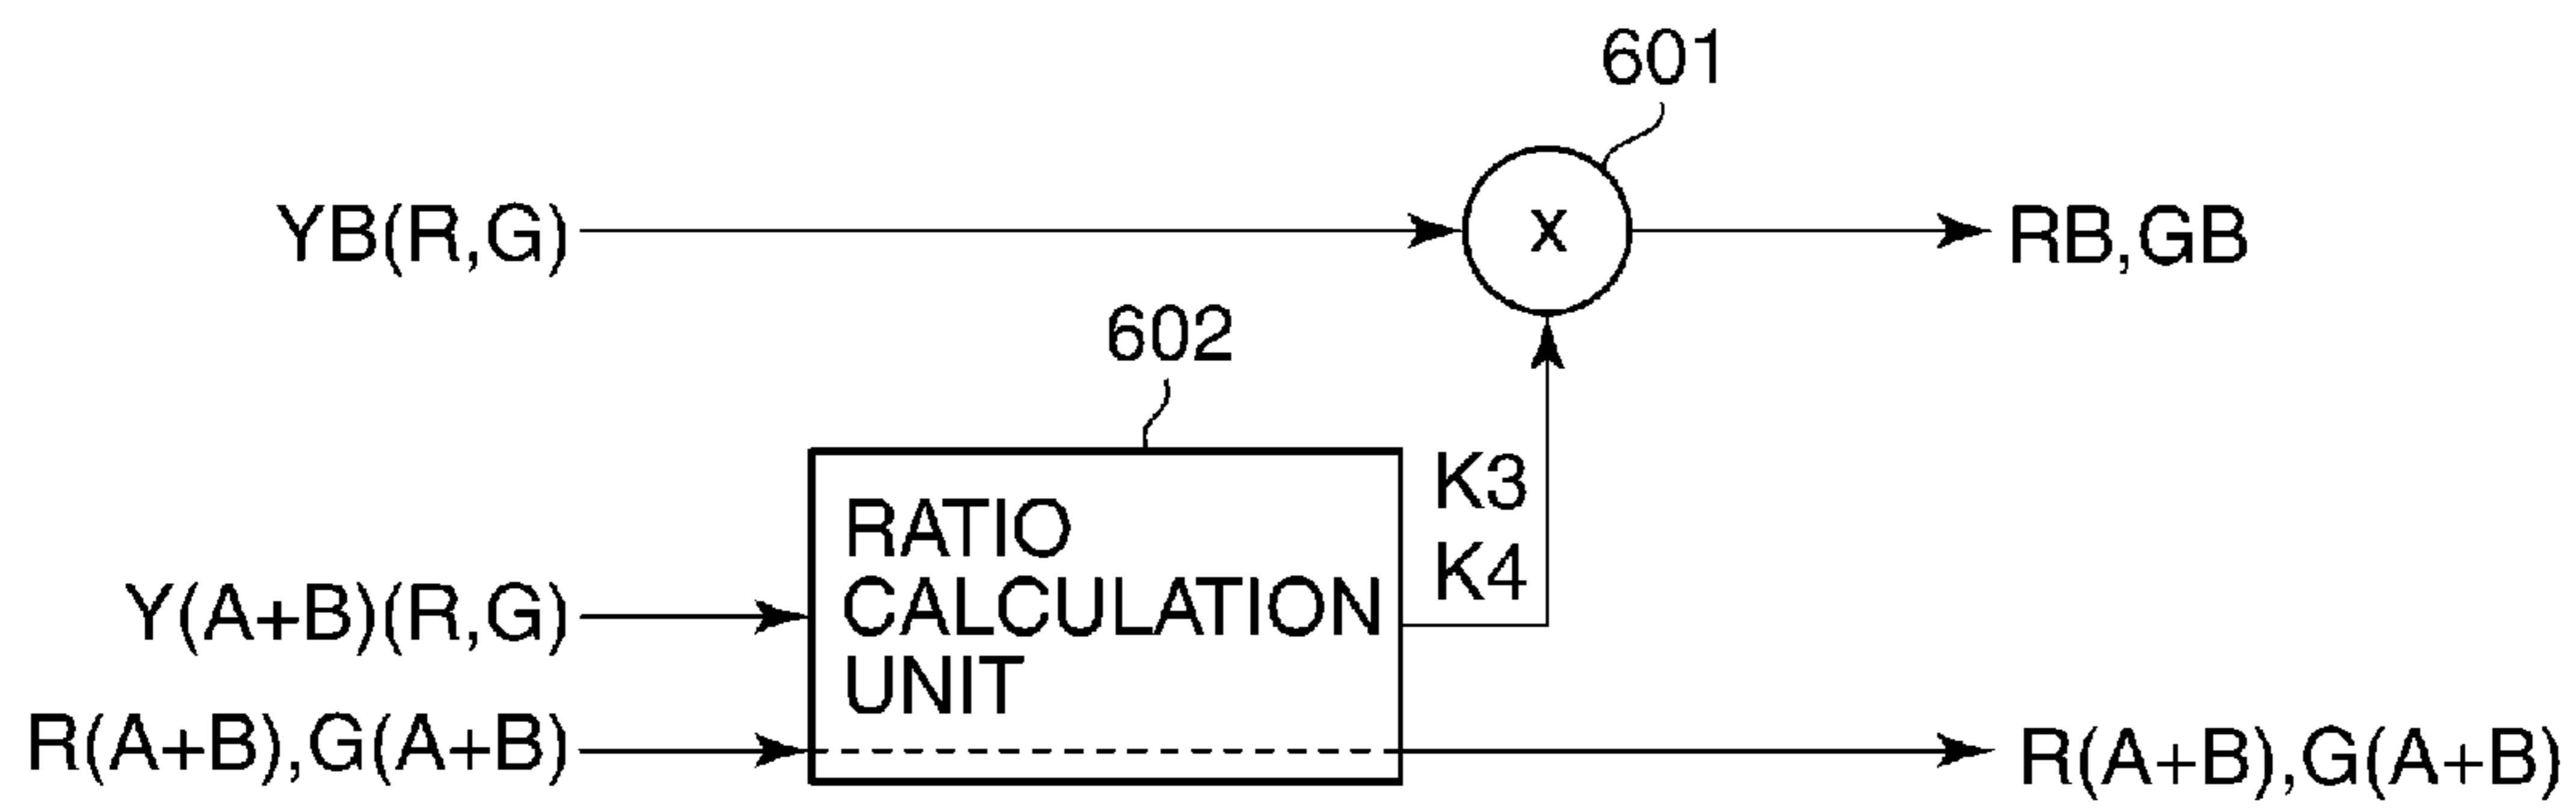 601
YB(R,G)
X
RB,GB
602
K3
K4
RATIO
CALCULATION
UNIT
Y(A+B)(R,G)
R(A+B),G(A+B)
R(A+B),G(A+B)